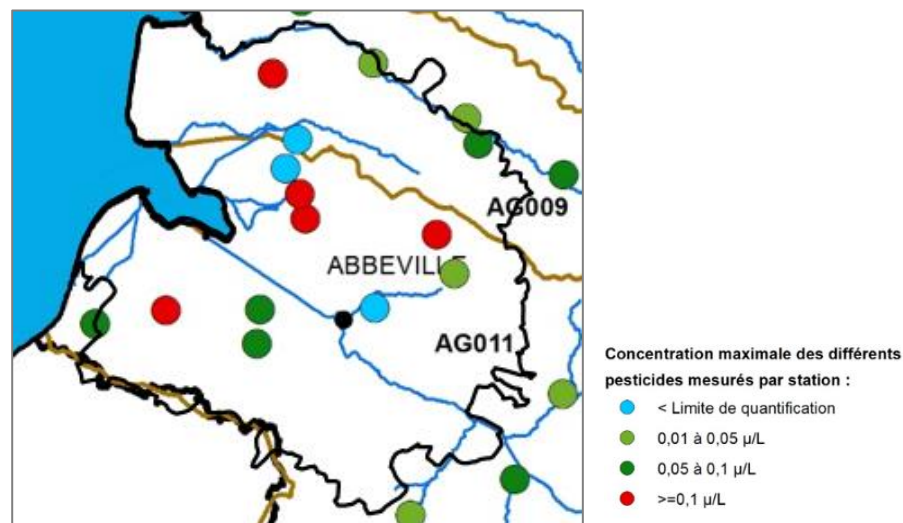 AG009
ABBEVILLE
AG011
Concentration maximale des différents
pesticides mesurés par station :
< Limite de quantification
0,01 à 0,05 µ/L
0,05 à 0,1 µ/L
>=0,1 µ/L